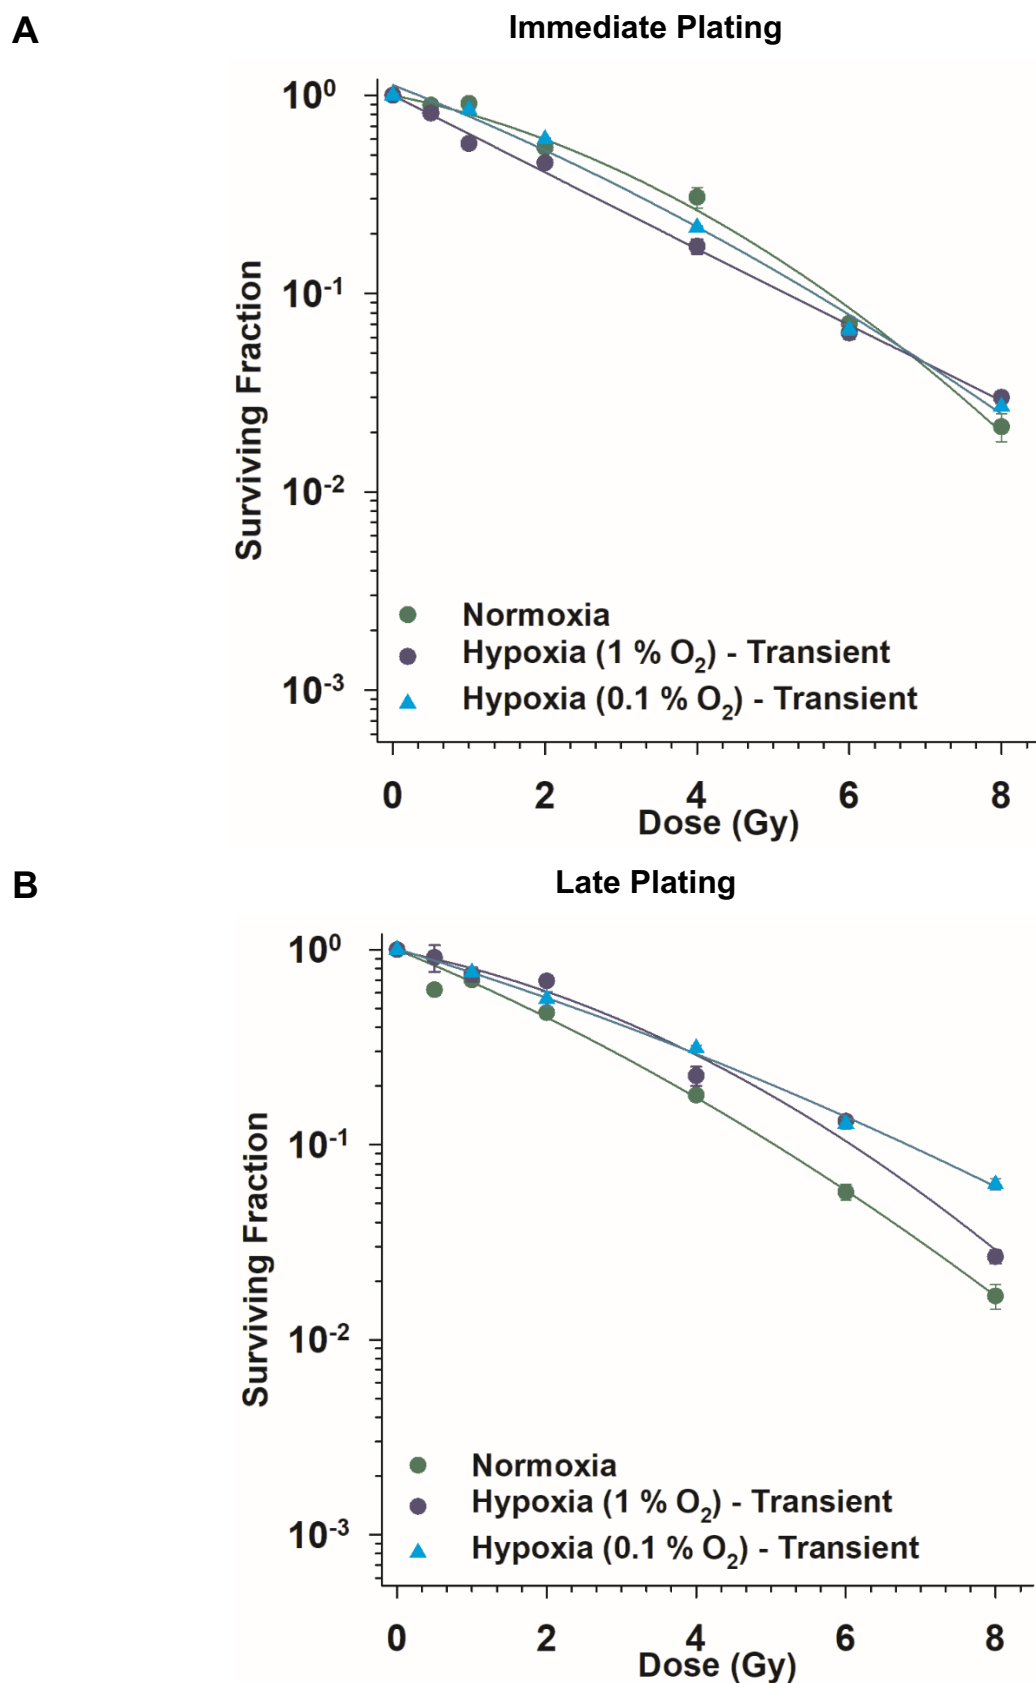 A
Immediate Plating
10⁰
10⁻¹
10⁻²
10⁻³
Surviving Fraction
Normoxia
Hypoxia (1 % O₂) - Transient
Hypoxia (0.1 % O₂) - Transient
0 2 4 6 8
Dose (Gy)
B
Late Plating
10⁰
10⁻¹
10⁻²
10⁻³
Surviving Fraction
Normoxia
Hypoxia (1 % O₂) - Transient
Hypoxia (0.1 % O₂) - Transient
0 2 4 6 8
Dose (Gy)